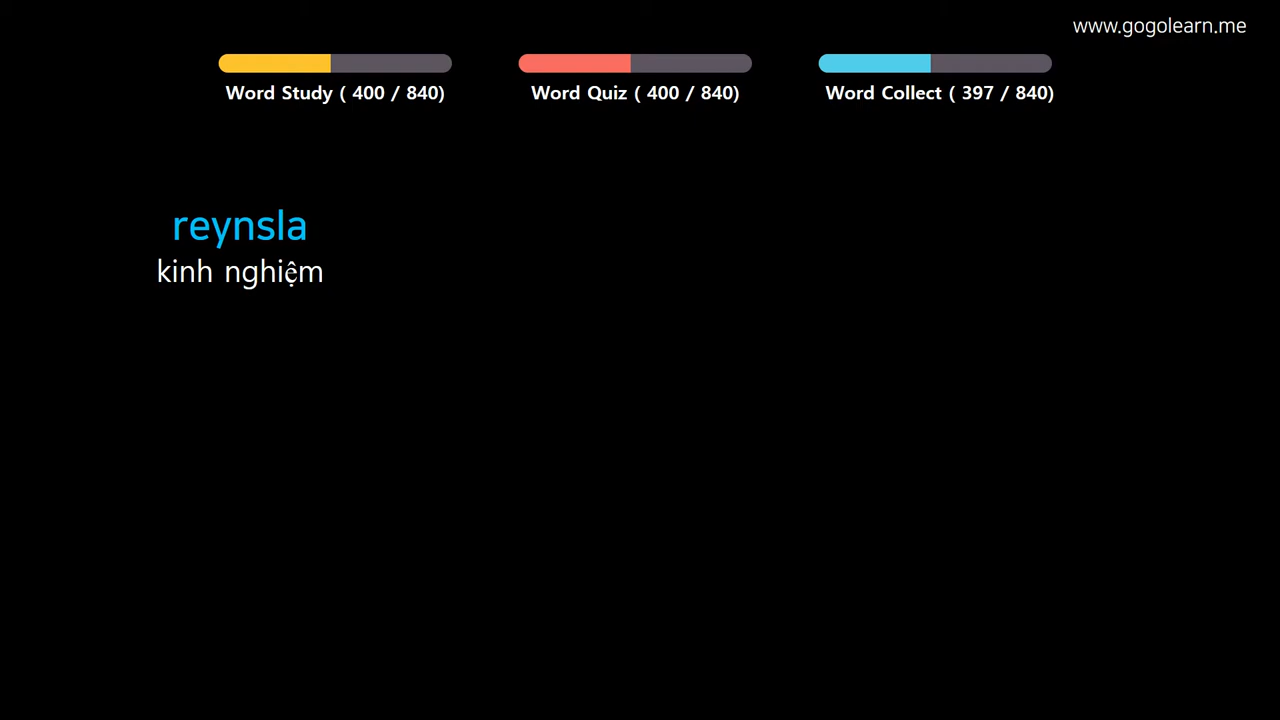 www.gogolearn.me
Word Study ( 400 / 840)
Word Quiz ( 400 / 840)
Word Collect ( 397 / 840)
reynsla
kinh nghiệm